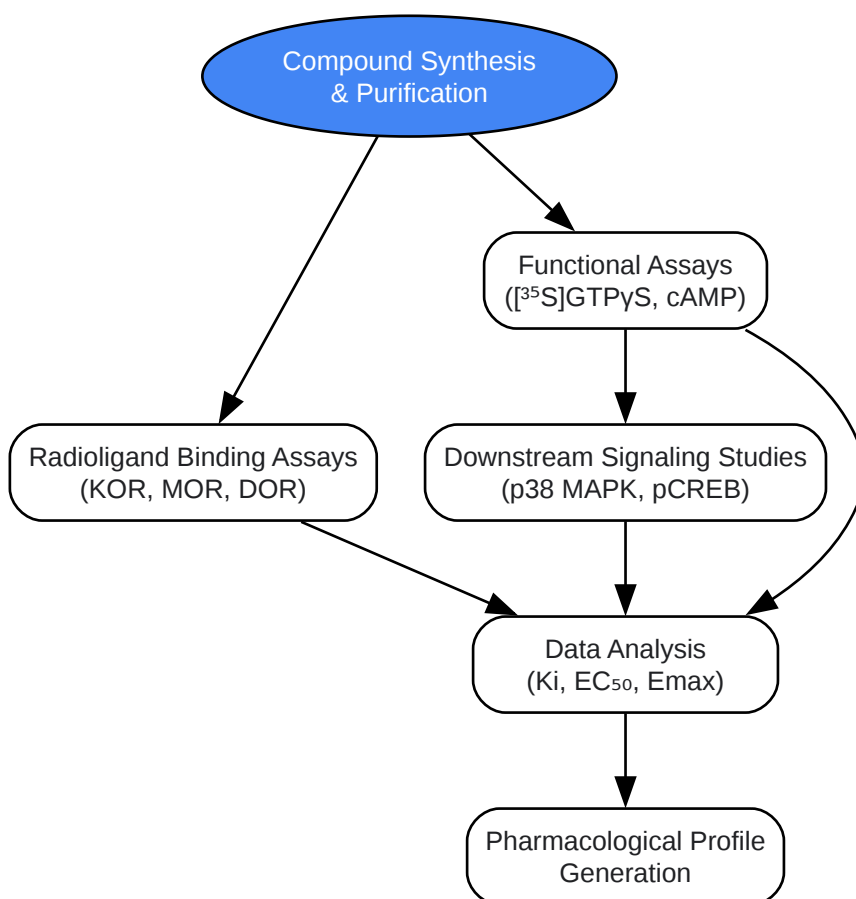 Compound Synthesis
& Purification
Functional Assays
([³⁵S]GTPγS, cAMP)
Radioligand Binding Assays
(KOR, MOR, DOR)
Downstream Signaling Studies
(p38 MAPK, pCREB)
Data Analysis
(Ki, EC₅₀, Emax)
Pharmacological Profile
Generation